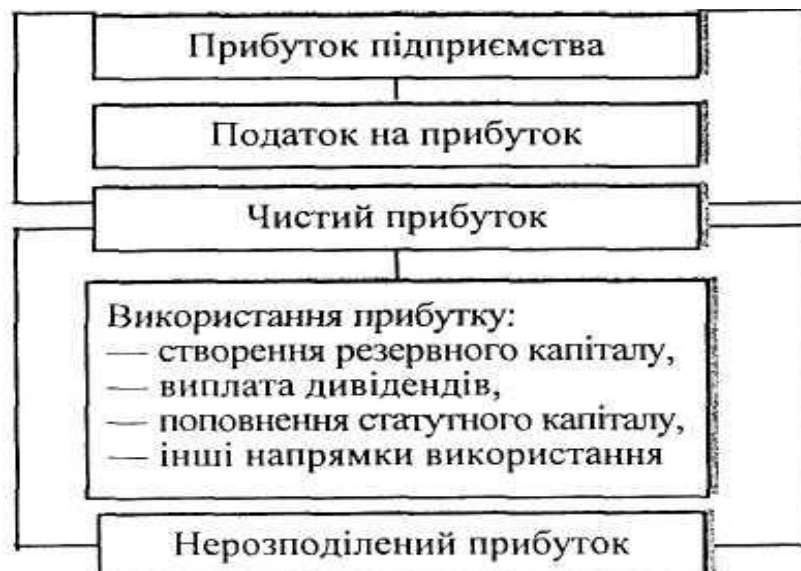 Прибуток підприємства
Податок на прибуток
Чистий прибуток
Використання прибутку:
— створення резервного капіталу,
— виплата дивідендів,
— поповнення статутного капіталу,
— інші напрямки використання
Нерозподілений прибуток